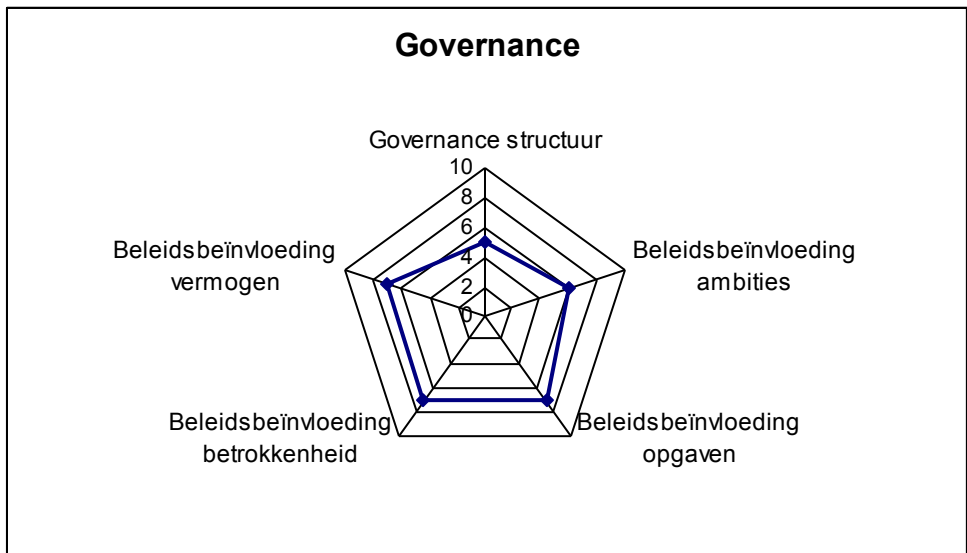 Governance
Governance structuur
10
8
6
4
2
0
Beleidsbeïnvloeding
ambities
Beleidsbeïnvloeding
opgaven
Beleidsbeïnvloeding
betrokkenheid
Beleidsbeïnvloeding
vermogen